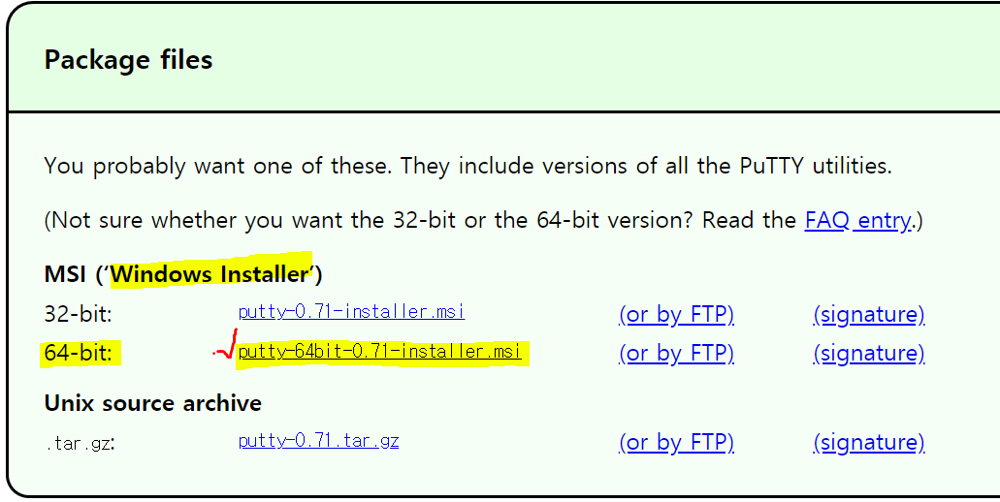 Package files
You probably want one of these. They include versions of all the PuTTY utilities.
(Not sure whether you want the 32-bit or the 64-bit version? Read the FAQ entry.)
MSI (‘Windows Installer’)
32-bit: putty-0.71-installer.msi (or by FTP) (signature)
64-bit: putty-64bit-0.71-installer.msi (or by FTP) (signature)
Unix source archive
.tar.gz: putty-0.71.tar.gz (or by FTP) (signature)